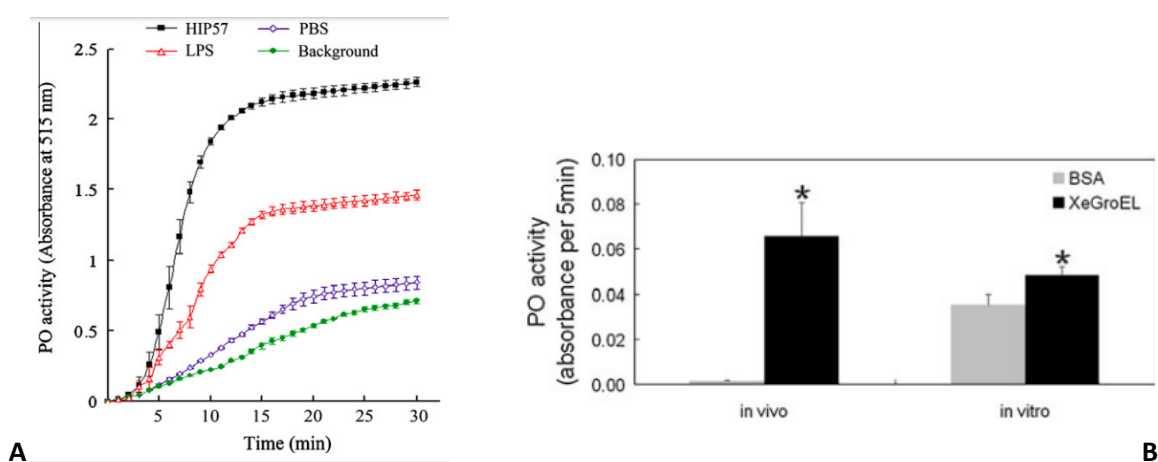 HIP57
PBS
LPS
Background
PO activity (Absorbance at 515 nm)
2.5
2
1.5
1
0.5
0
5
10
15
20
25
30
Time (min)
A
PO activity
(absorbance per 5min)
0.10
0.08
0.06
0.04
0.02
0.00
BSA
XeGroEL
*
*
in vivo
in vitro
B